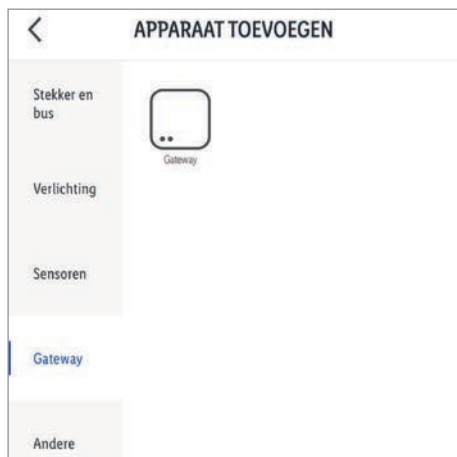 APPARAAT TOEVOEGEN
Stekker en
bus
Gateway
Verlichting
Sensoren
Gateway
Andere